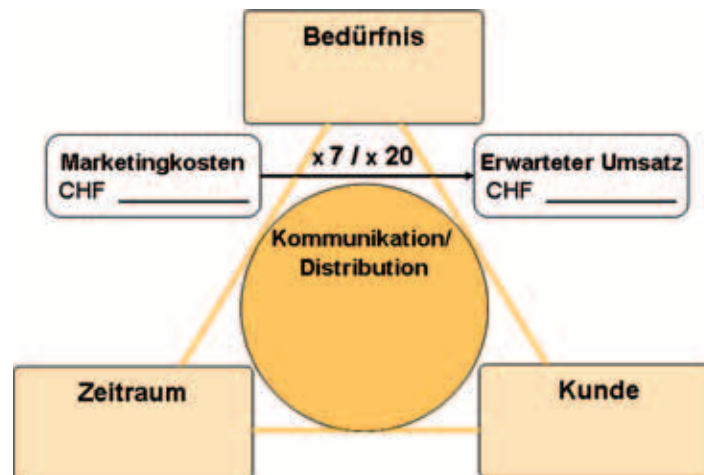 Bedürfnis
Marketingkosten
CHF
x 7 / x 20
Erwarteter Umsatz
CHF
Kommunikation/
Distribution
Zeitraum
Kunde